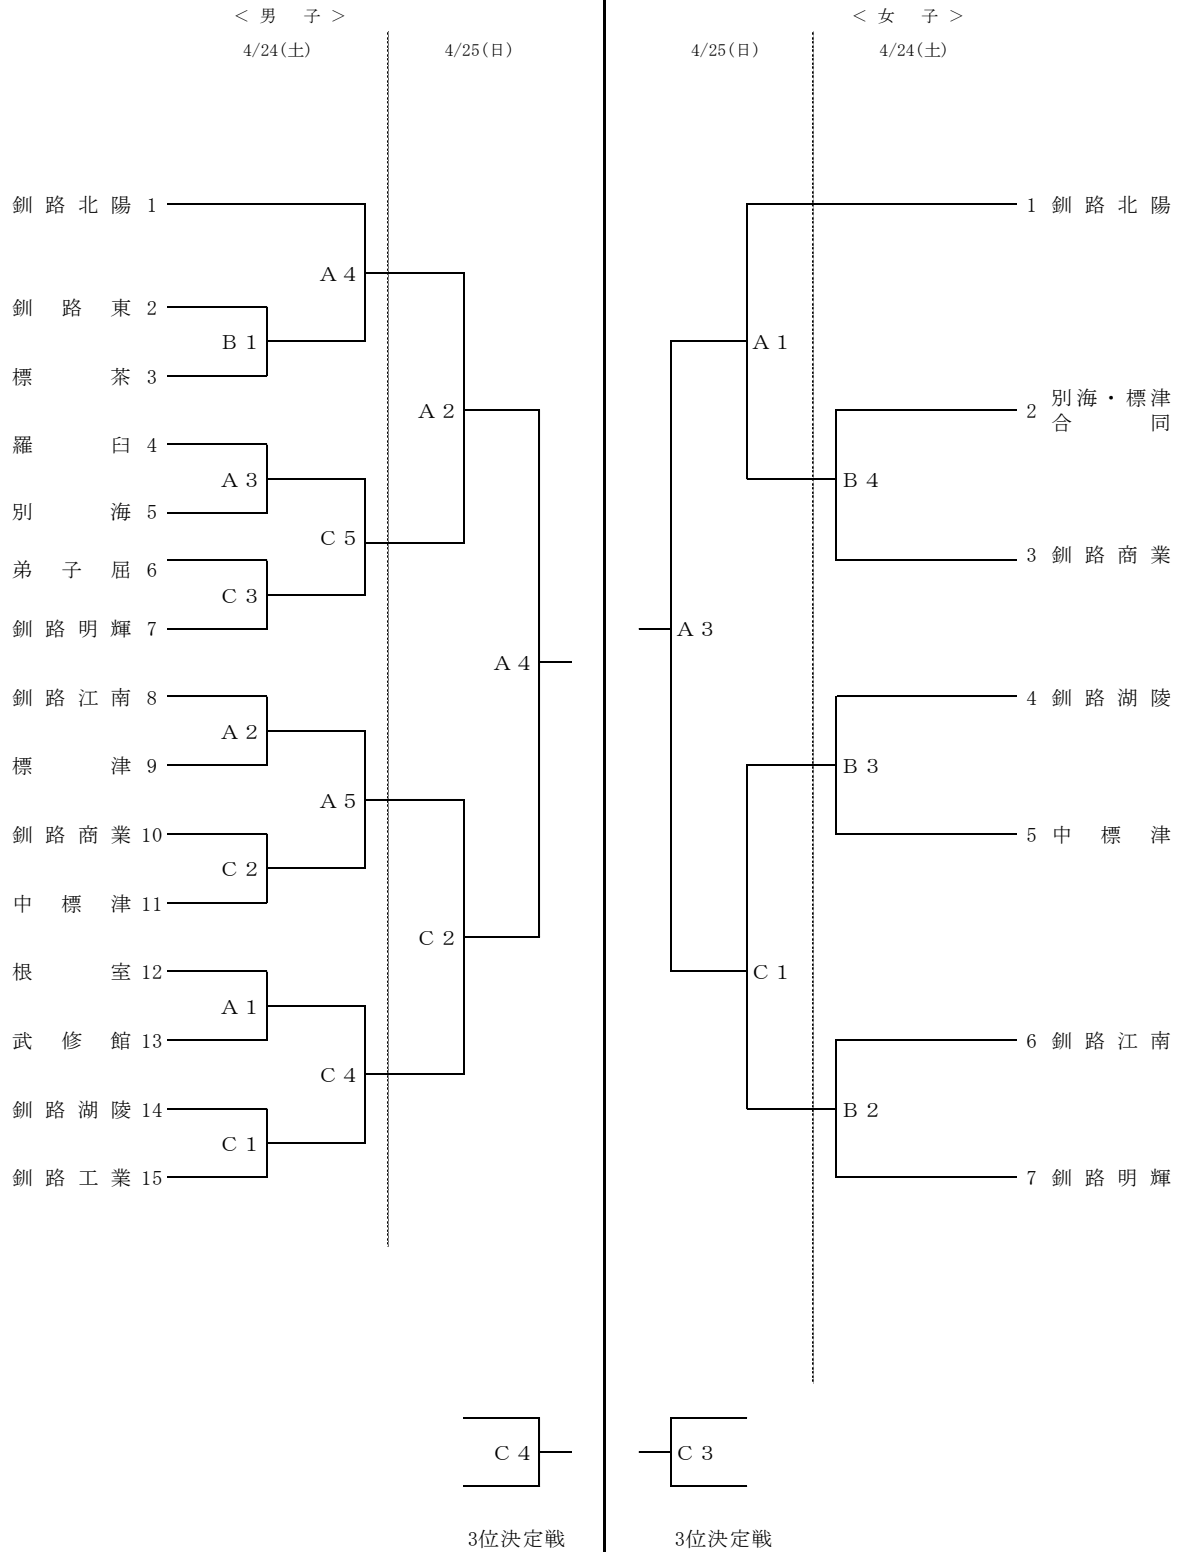 ＜ 男　子 ＞
4/24(土)
4/25(日)
釧路北陽 1
A 4
釧路東 2
B 1
標茶 3
A 2
羅臼 4
A 3
別海 5
C 5
弟子屈 6
C 3
釧路明輝 7
A 4
釧路江南 8
A 2
標津 9
A 5
釧路商業 10
C 2
中標津 11
C 2
根室 12
A 1
武修館 13
C 4
釧路湖陵 14
C 1
釧路工業 15
C 4
3位決定戦
＜ 女　子 ＞
4/25(日)
4/24(土)
1 釧路北陽
A 1
2 別海・標津
合同
B 4
3 釧路商業
A 3
4 釧路湖陵
B 3
5 中標津
C 1
6 釧路江南
B 2
7 釧路明輝
C 3
3位決定戦